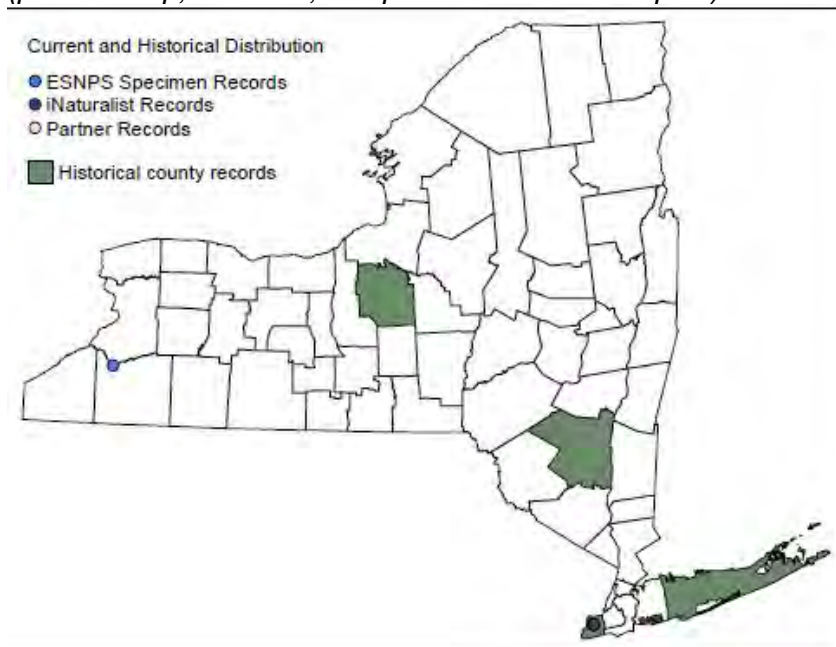 Current and Historical Distribution
ESNPS Specimen Records
iNaturalist Records
Partner Records
Historical county records